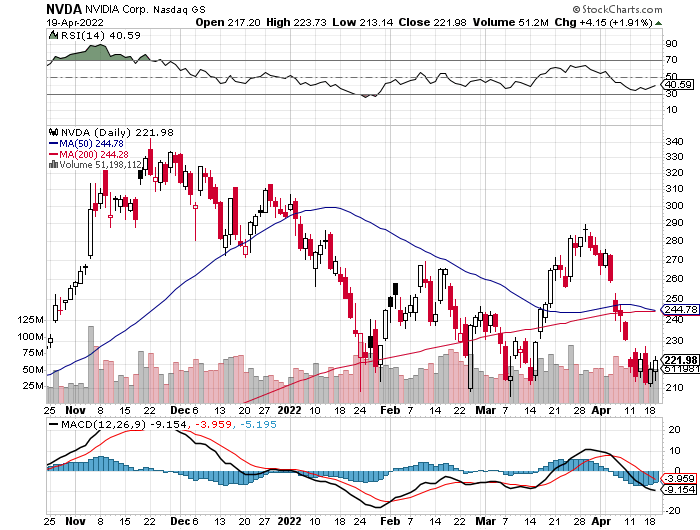 NVDA NVIDIA Corp. Nasdaq GS © StockCharts.com
19-Apr-2022 Open 217.20 High 223.73 Low 213.14 Close 221.98 Volume 51.2M Chg +4.15 (+1.91%)
RSI(14) 40.59
90
70
50
40.59
30
10
NVDA (Daily) 221.98
MA(50) 244.78
MA(200) 244.28
Volume 51,198,112
340
330
320
310
300
290
280
270
260
250
244.78
240
230
221.98
210
125M
100M
75M
50M
25M
25 Nov 8 15 22 Dec 6 13 20 27 2022 10 18 24 Feb 7 14 22 Mar 7 14 21 28 Apr 11 18
MACD(12,26,9) -9.154, -3.959, -5.195
20
10
0
-3.959
-9.154
-20
25 Nov 8 15 22 Dec 6 13 20 27 2022 10 18 24 Feb 7 14 22 Mar 7 14 21 28 Apr 11 18